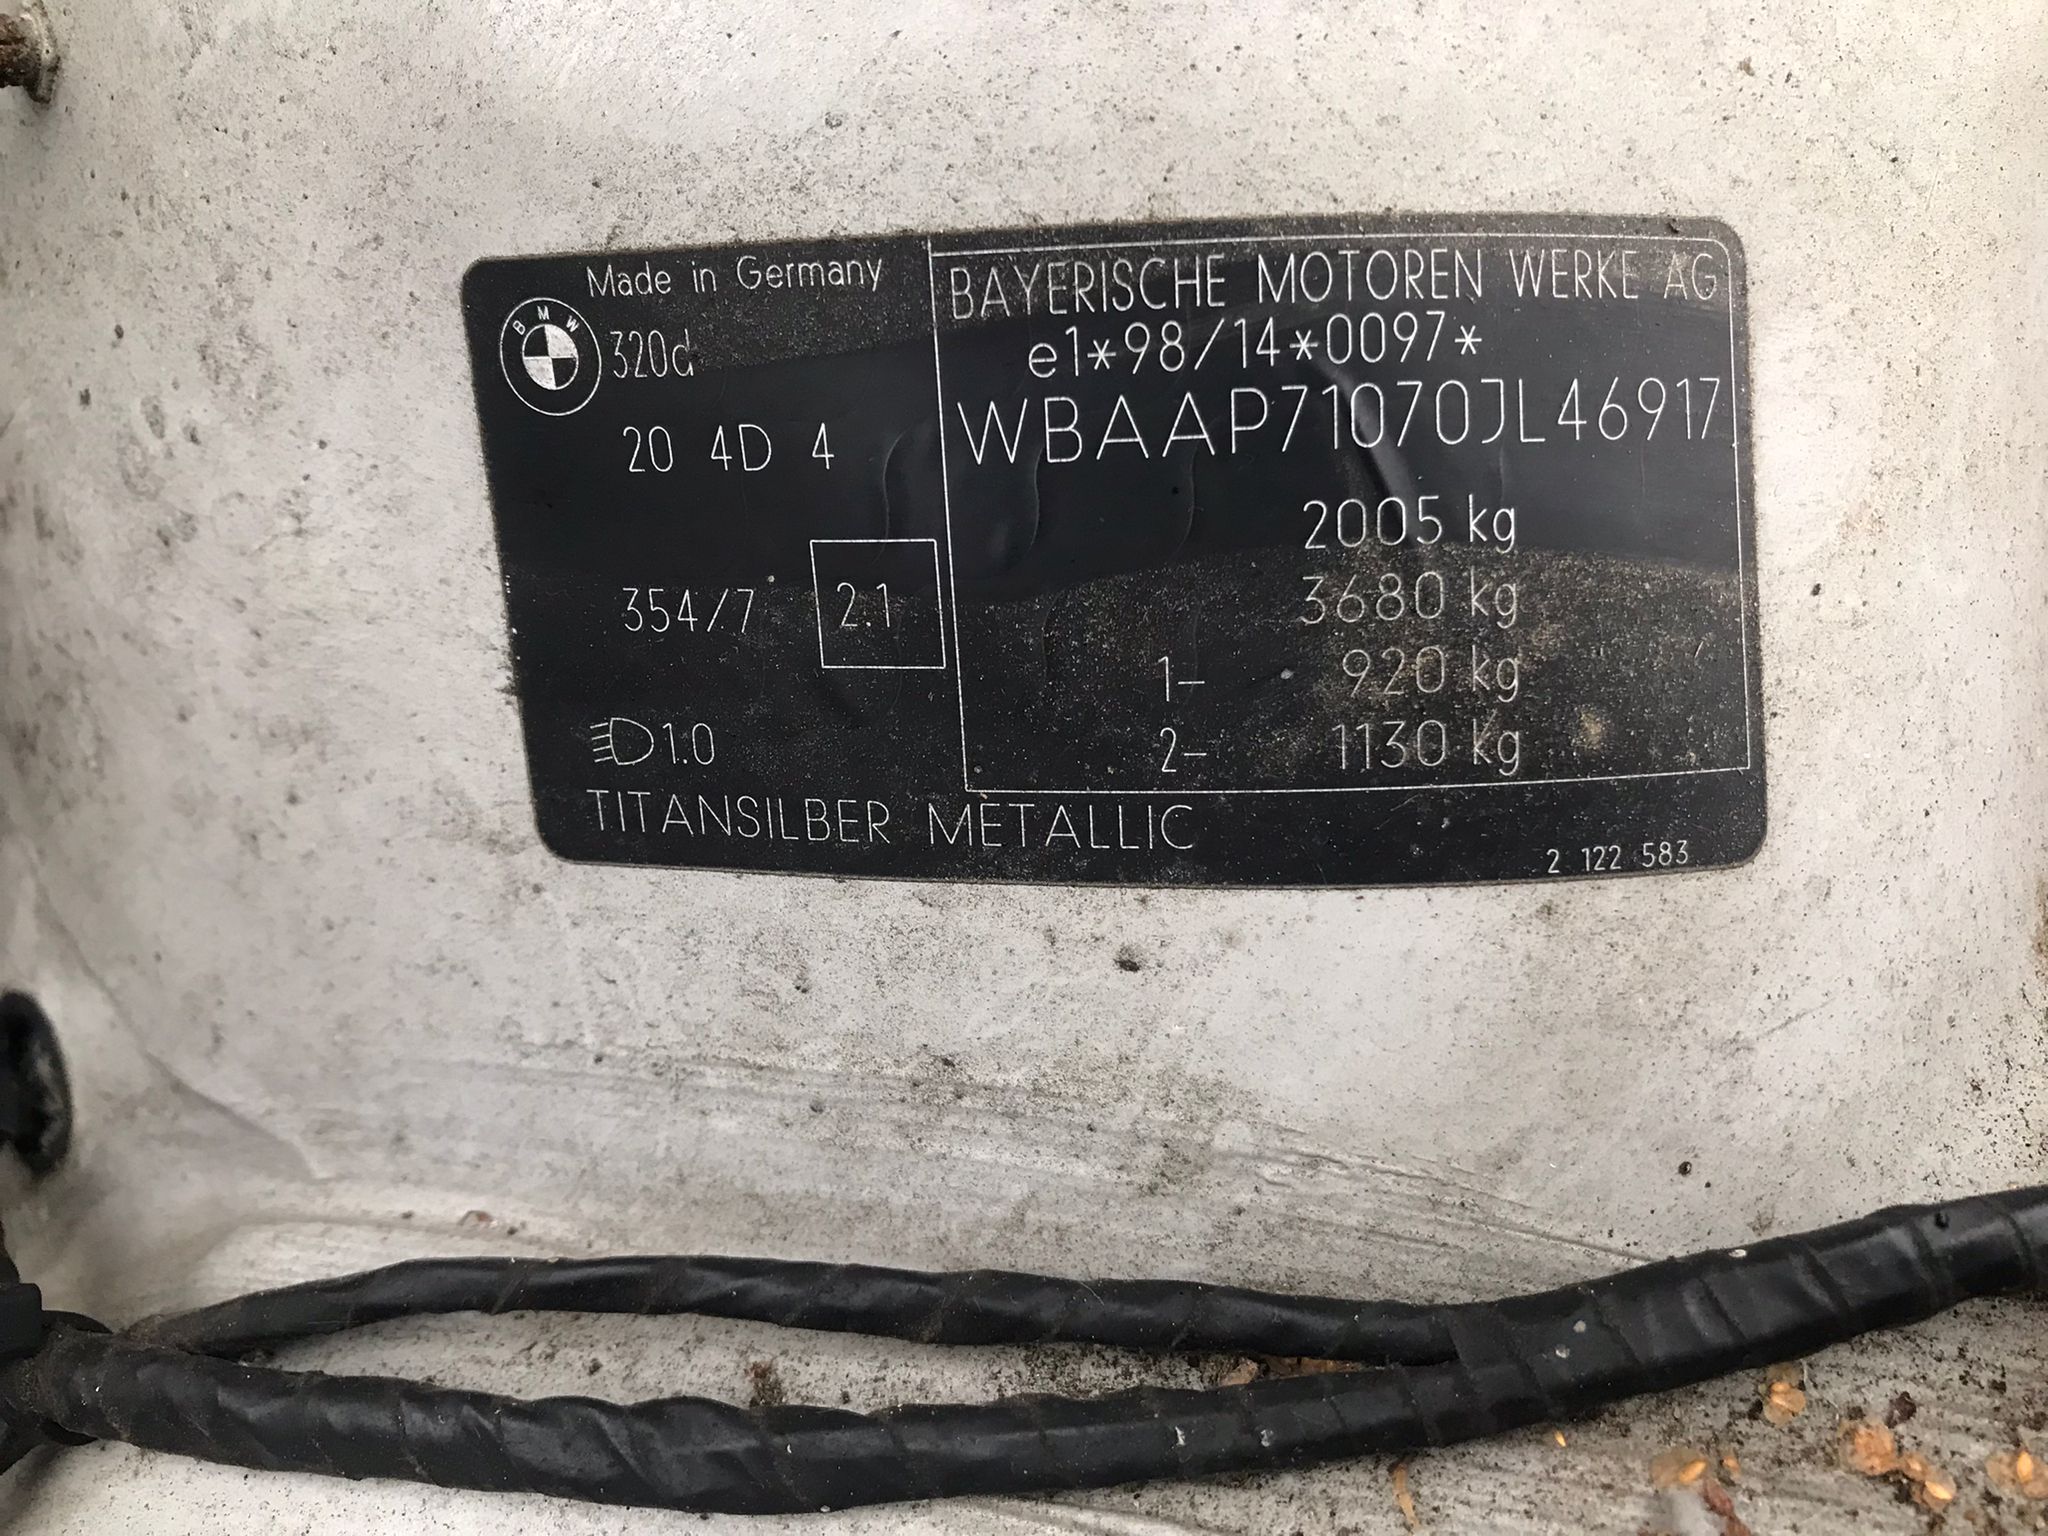 Made in Germany
BMW
320d
20 4D 4
354/7
2.1
1.0
TITANSILBER METALLIC
BAYERISCHE MOTOREN WERKE AG
e1*98/14*0097*
WBAAP71070JL46917
2005 kg
3680 kg
1- 920 kg
2- 1130 kg
2 122 583